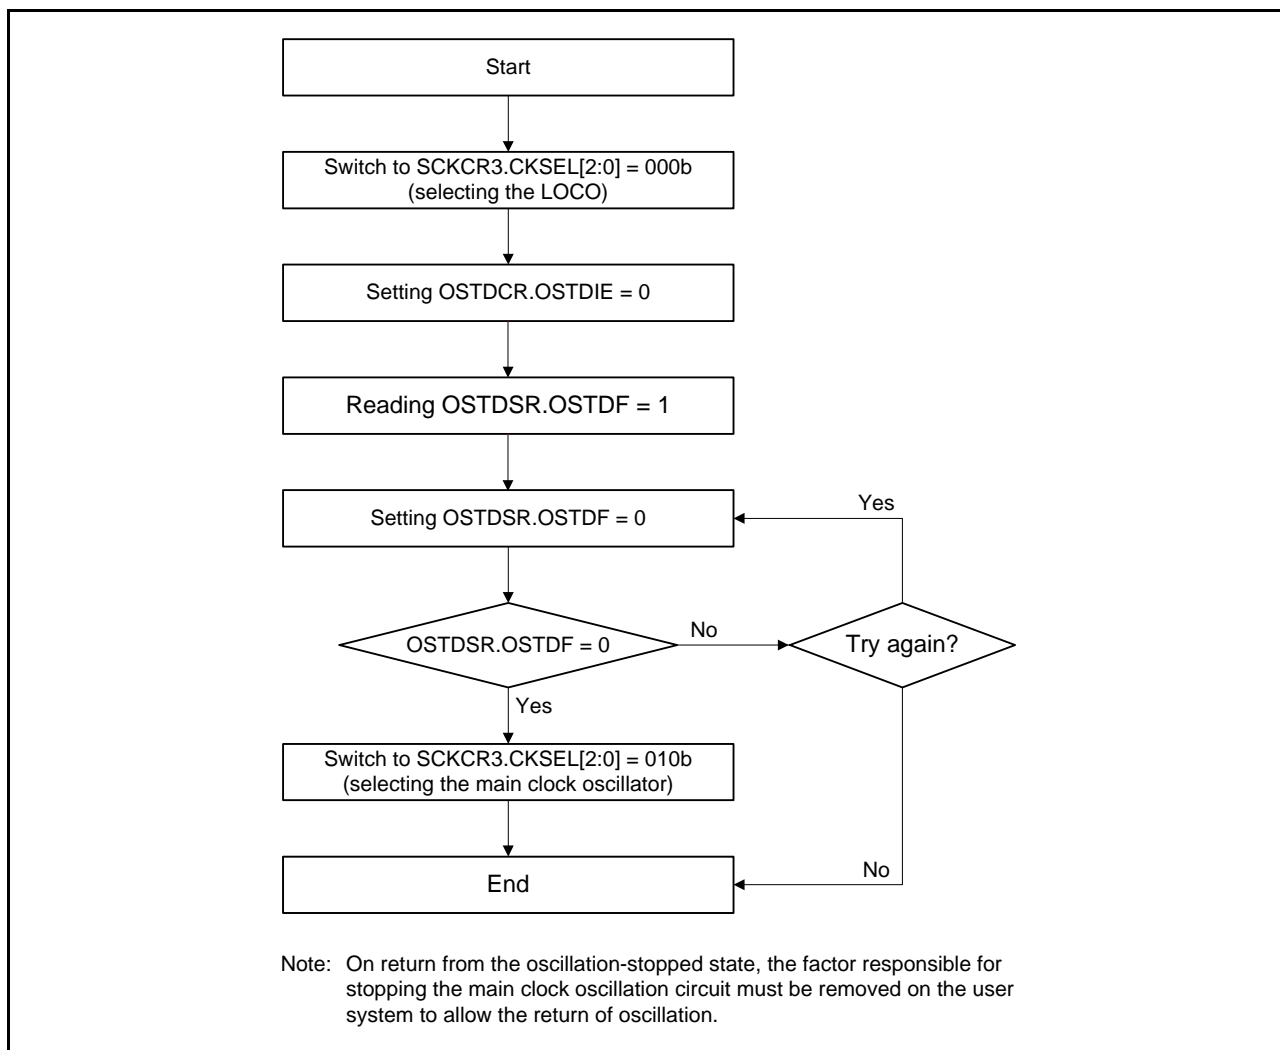 Start
Switch to SCKCR3.CKSEL[2:0] = 000b
(selecting the LOCO)
Setting OSTDCR.OSTDIE = 0
Reading OSTDSR.OSTDF = 1
Setting OSTDSR.OSTDF = 0
Yes
OSTDSR.OSTDF = 0
No
Try again?
Yes
Switch to SCKCR3.CKSEL[2:0] = 010b
(selecting the main clock oscillator)
End
No
Note: On return from the oscillation-stopped state, the factor responsible for
stopping the main clock oscillation circuit must be removed on the user
system to allow the return of oscillation.